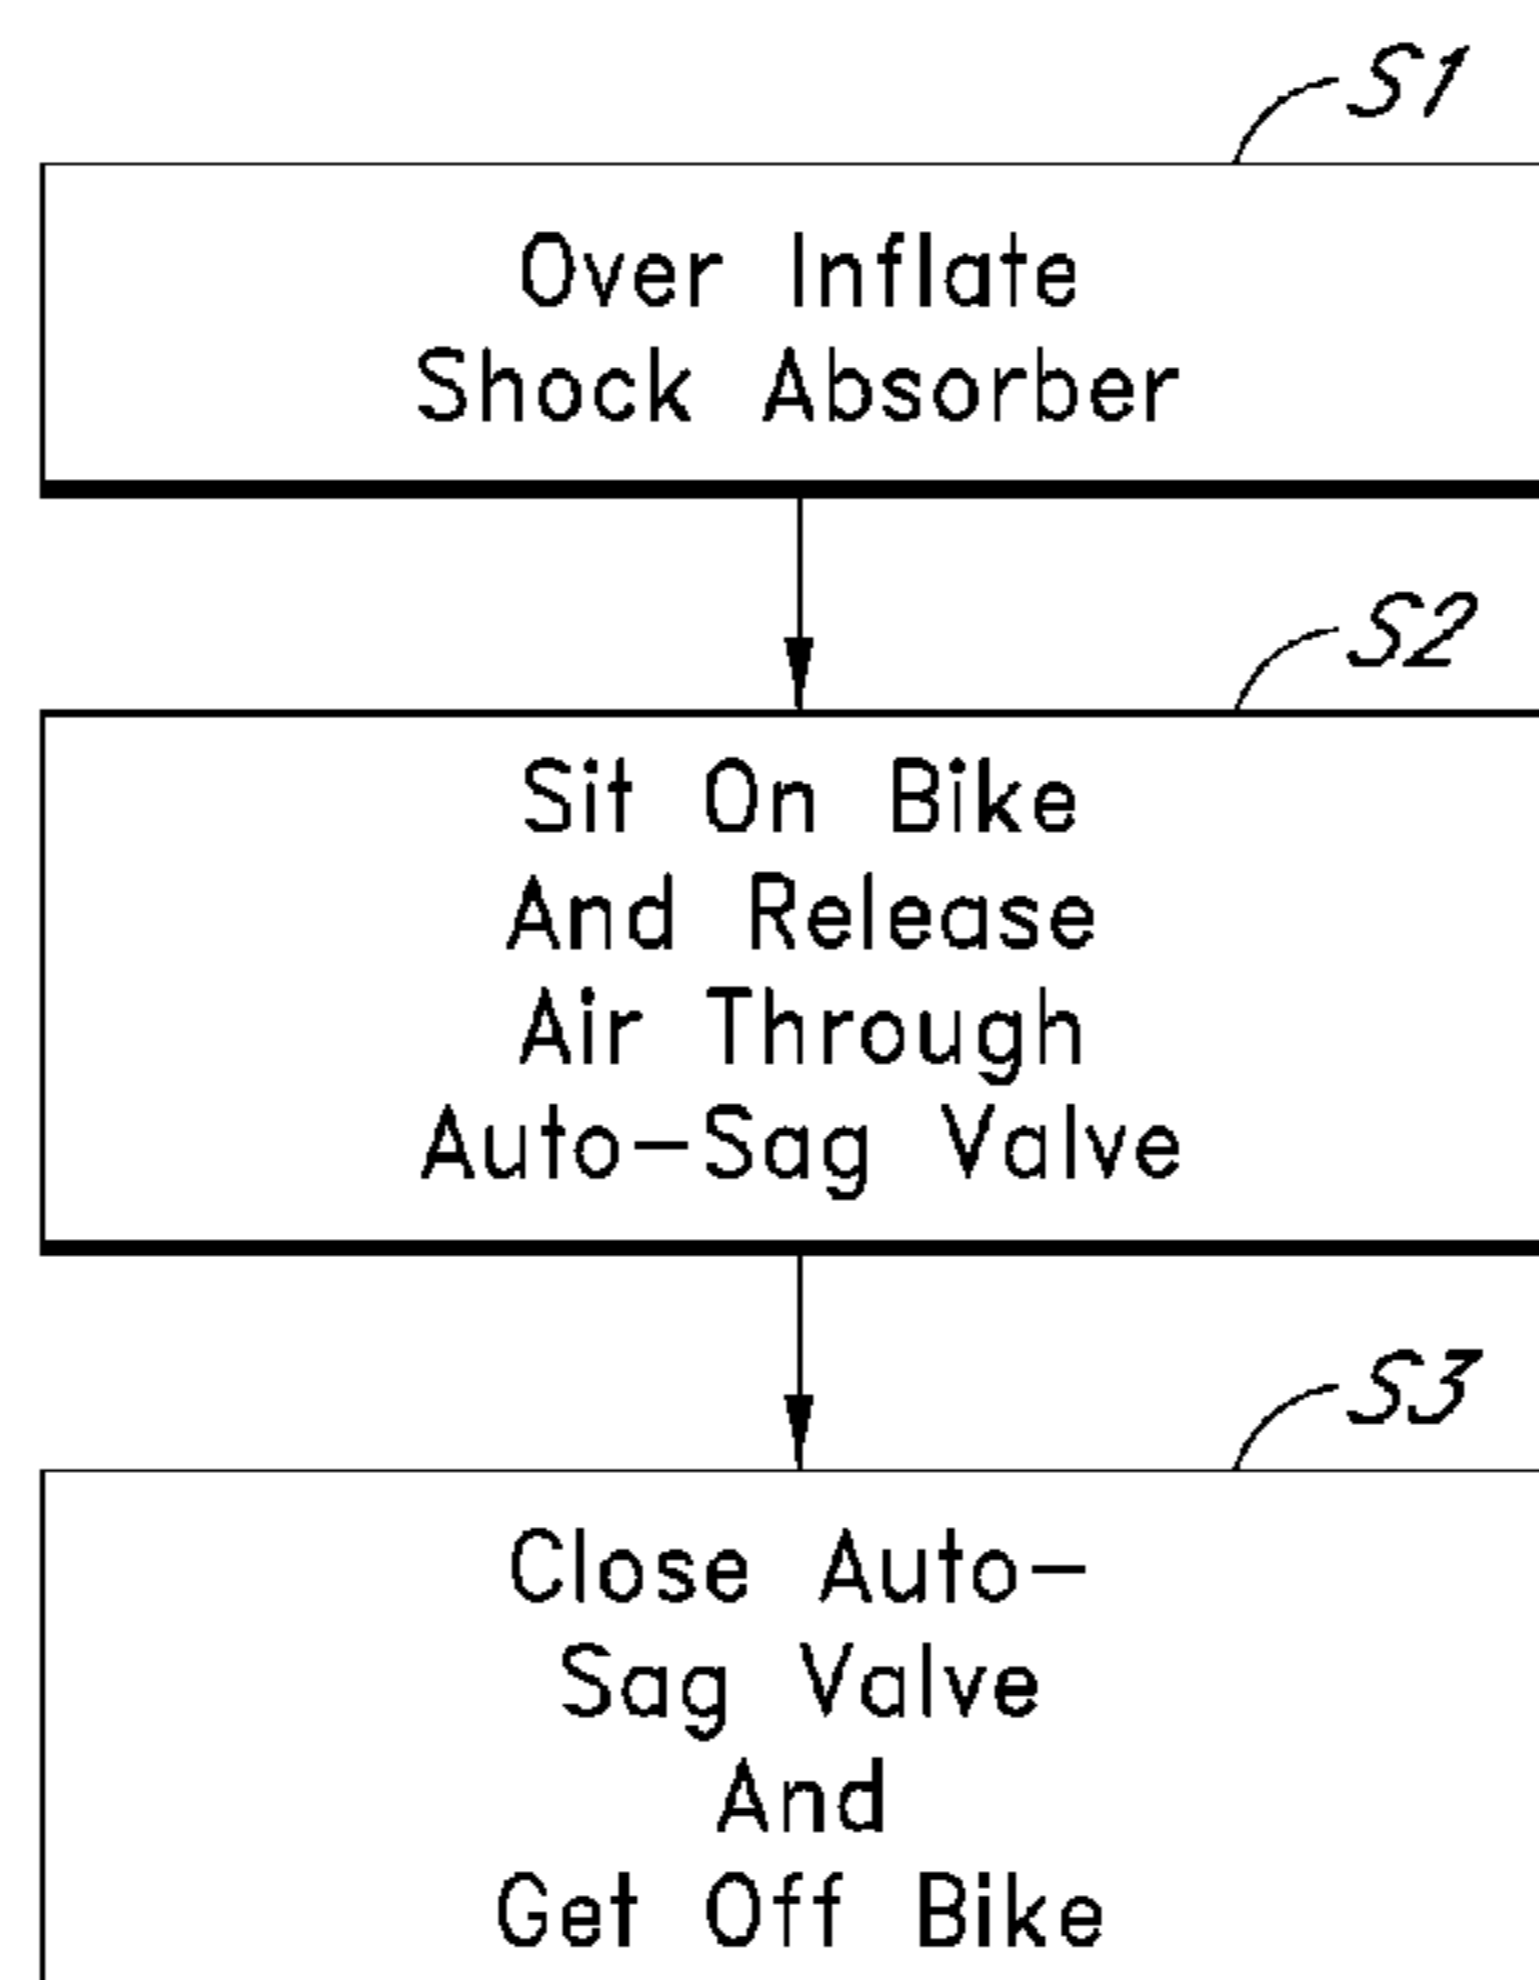 S1
Over Inflate
Shock Absorber
S2
Sit On Bike
And Release
Air Through
Auto-Sag Valve
S3
Close Auto-
Sag Valve
And
Get Off Bike